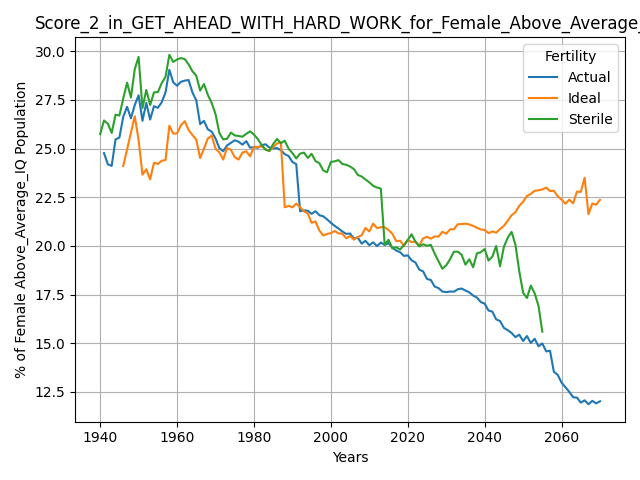 Score_2_in_GET_AHEAD_WITH_HARD_WORK_for_Female_Above_Average_
Fertility
Actual
Ideal
Sterile
% of Female Above_Average_IQ Population
30.0
27.5
25.0
22.5
20.0
17.5
15.0
12.5
1940 1960 1980 2000 2020 2040 2060
Years